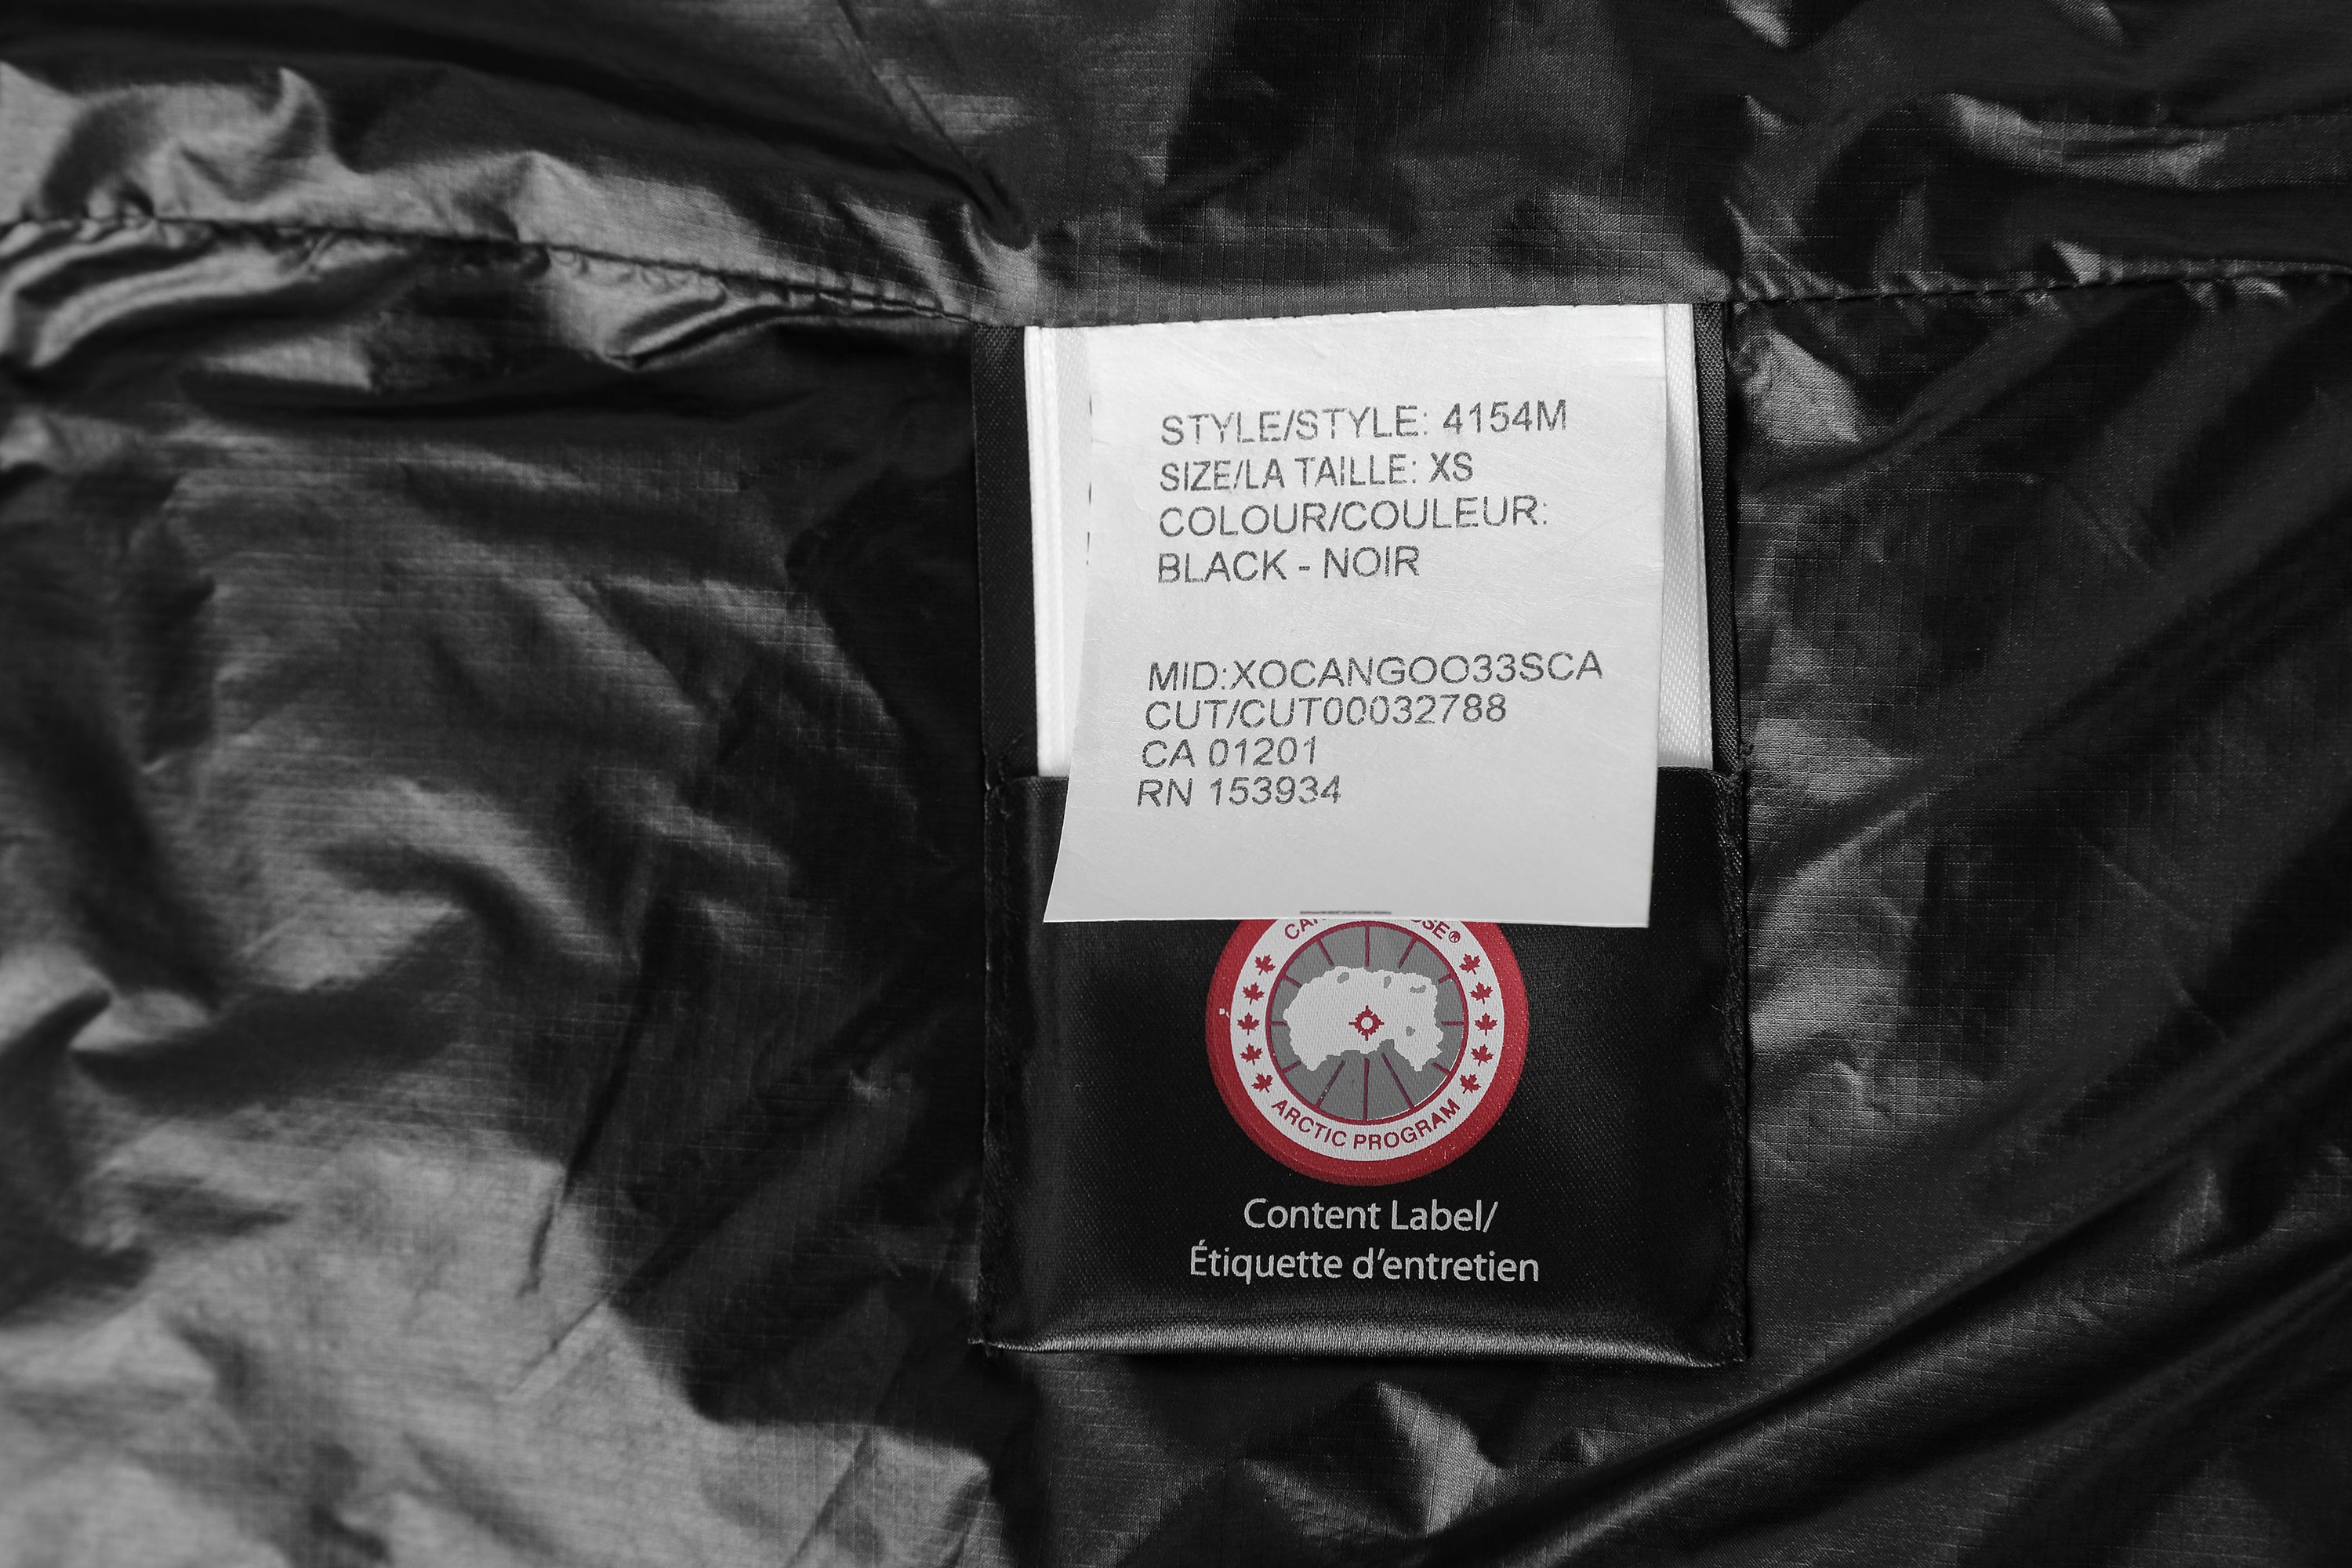 STYLE/STYLE: 4154M
SIZE/LA TAILLE: XS
COLOUR/COULEUR:
BLACK - NOIR
MID:XOCANGOO33SCA
CUT/CUT00032788
CA 01201
RN 153934
ARCTIC PROGRAM
Content Label/
Étiquette d'entretien